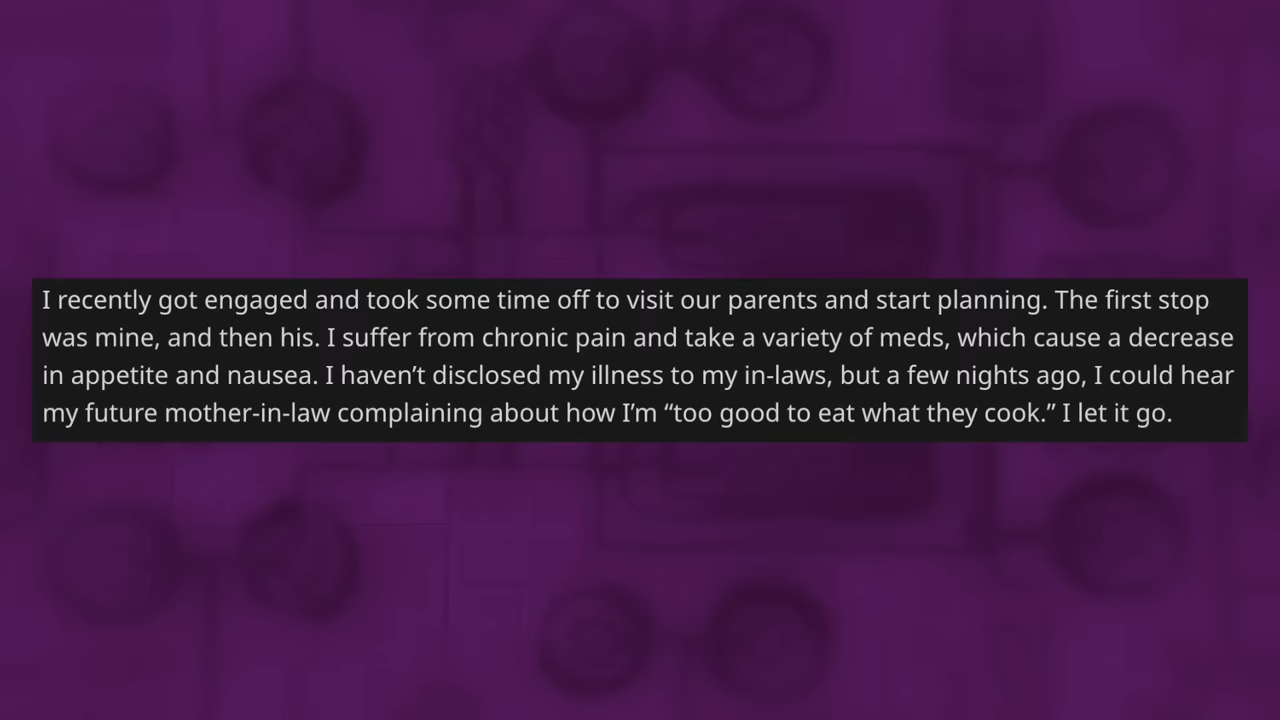 I recently got engaged and took some time off to visit our parents and start planning. The first stop
was mine, and then his. I suffer from chronic pain and take a variety of meds, which cause a decrease
in appetite and nausea. I haven’t disclosed my illness to my in-laws, but a few nights ago, I could hear
my future mother-in-law complaining about how I’m “too good to eat what they cook.” I let it go.